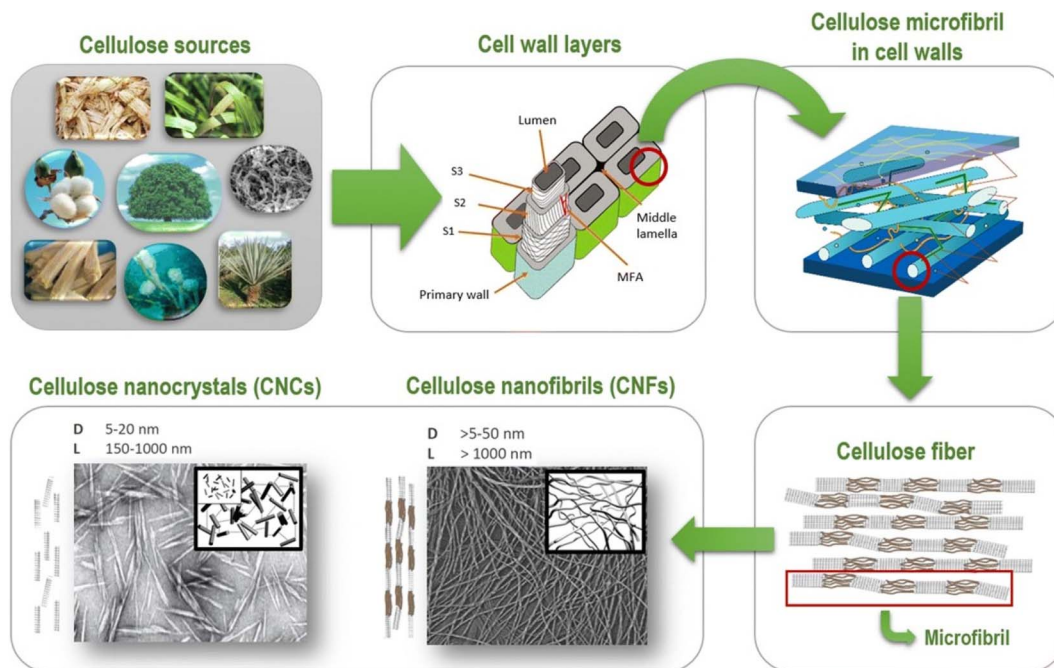 Cellulose sources
Cell wall layers
Cellulose microfibril
in cell walls
Lumen
S3
S2
S1
Middle
lamella
MFA
Primary wall
Cellulose nanocrystals (CNCs)
D 5-20 nm
L 150-1000 nm
Cellulose nanofibrils (CNFs)
D >5-50 nm
L > 1000 nm
Cellulose fiber
Microfibril